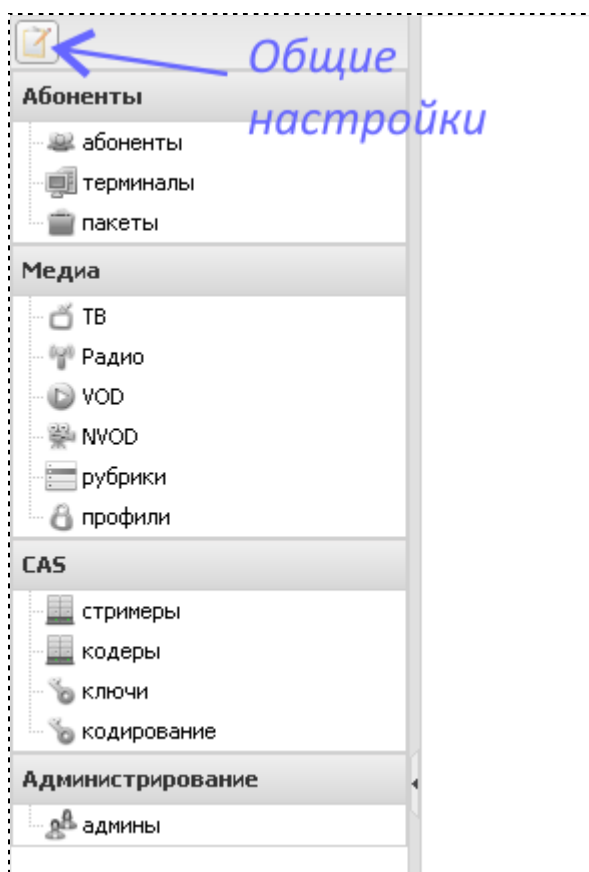 Общие
настройки
Абоненты
абоненты
терминалы
пакеты
Медиа
ТВ
Радио
VOD
NVOD
рубрики
профили
CAS
стримеры
кодеры
ключи
кодирование
Администрирование
админы